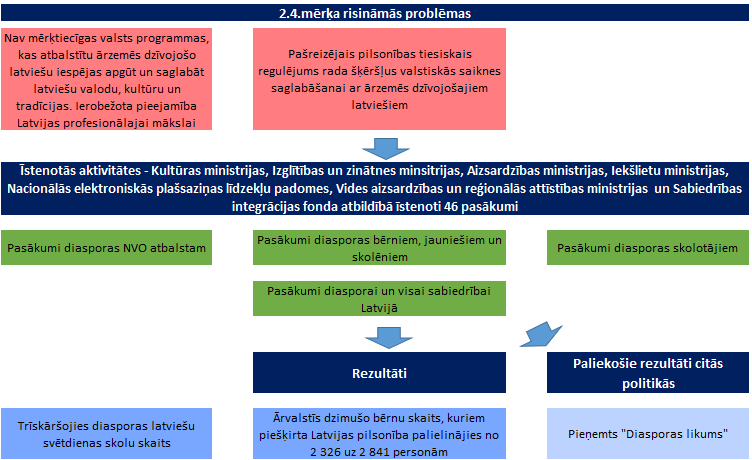 2.4.mērķa risināmās problēmas
Nav mērķtiecīgas valsts programmas,
kas atbalstītu ārzemēs dzīvojošo
latviešu iespējas apgūt un saglabāt
latviešu valodu, kultūru un
tradīcijas. Ierobežota pieejamība
Latvijas profesionālajai mākslai
Pašreizējais pilsonības tiesiskais
regulējums rada šķēršļus valstiskās saiknes
saglabāšanai ar ārzemēs dzīvojošajiem
latviešiem
Īstenotās aktivitātes - Kultūras ministrijas, Izglītības un zinātnes minsitrijas, Aizsardzības ministrijas, Iekšlietu ministrijas,
Nacionālās elektroniskās plašsaziņas līdzekļu padomes, Vides aizsardzības un reģionālās attīstības ministrijas un Sabiedrības
integrācijas fonda atbildībā īstenoti 46 pasākumi
Pasākumi diasporas NVO atbalstam
Pasākumi diasporas bērniem, jauniešiem un
skolēniem
Pasākumi diasporas skolotājiem
Pasākumi diasporai un visai sabiedrībai
Latvijā
Rezultāti
Paliekošie rezultāti citās
politikās
Trīskāršojies diasporas latviešu
svētdienas skolu skaits
Ārvalstīs dzimušo bērnu skaits, kuriem
piešķirta Latvijas pilsonība palielinājies no
2 326 uz 2 841 personām
Pieņemts "Diasporas likums"